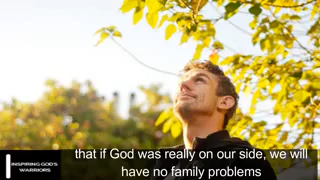 INSPIRING GOD'S
WARRIORS
that if God was really on our side, we will
have no family problems